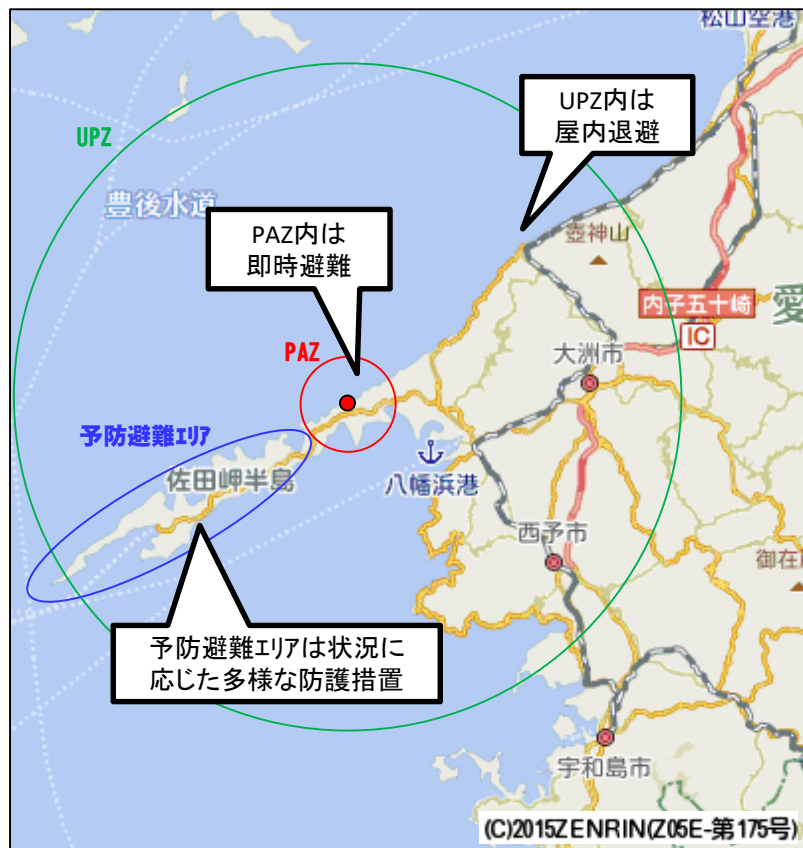 松山空港
UPZ内は
屋内退避
UPZ
豊後水道
PAZ内は
即時避難
壺神山
内子五十崎
IC
愛
PAZ
大洲市
予防避難エリア
佐田岬半島
八幡浜港
西予市
御在
予防避難エリアは状況に
応じた多様な防護措置
宇和島市
(C)2015ZENRIN(Z05E-第175号)